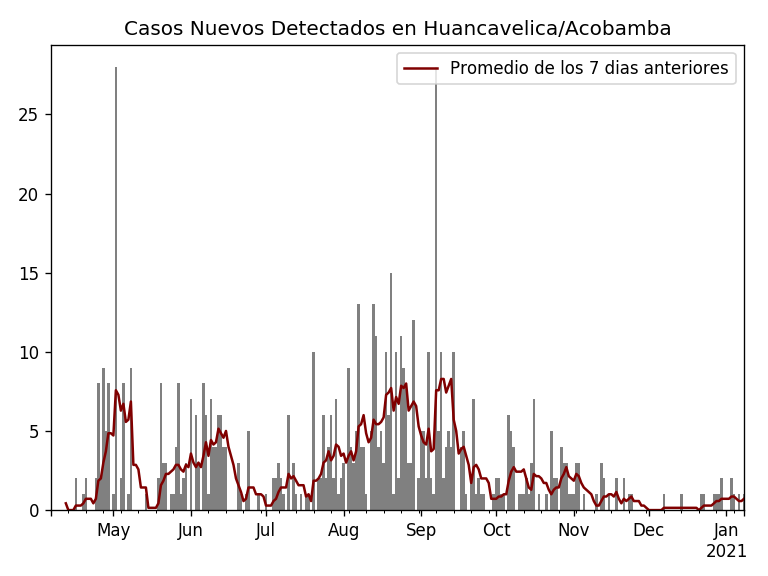 Casos Nuevos Detectados en Huancavelica/Acobamba
Promedio de los 7 dias anteriores
25
20
15
10
5
0
May Jun Jul Aug Sep Oct Nov Dec Jan
2021